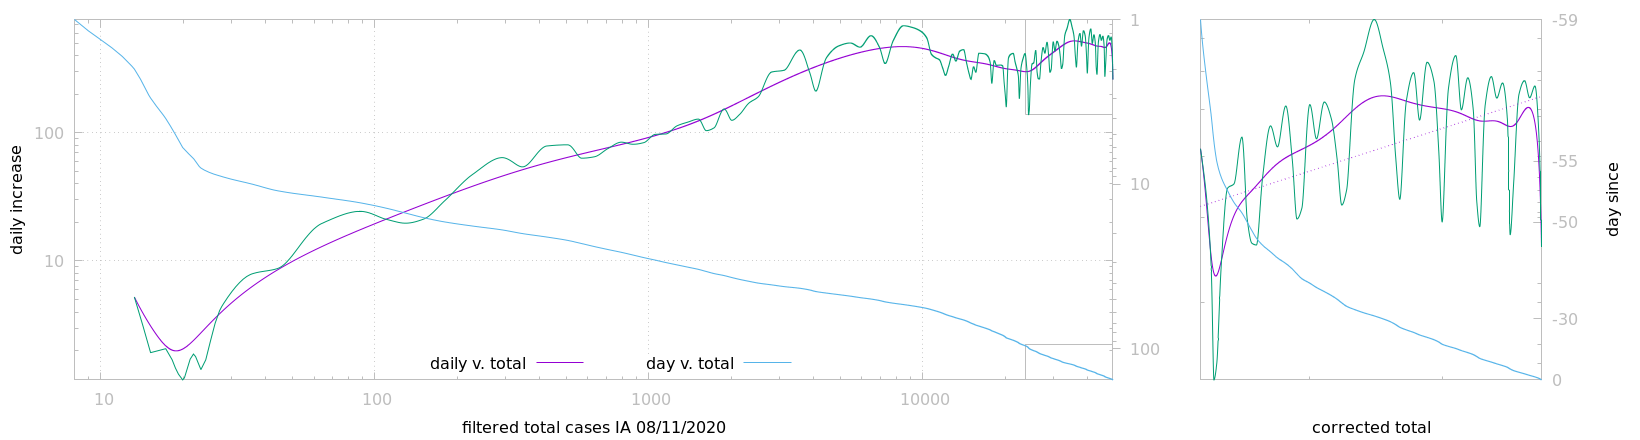 daily increase
100
10
10
100
1000
10000
1
10
100
daily v. total
day v. total
filtered total cases IA 08/11/2020
-59
-55
-50
-30
0
day since
corrected total